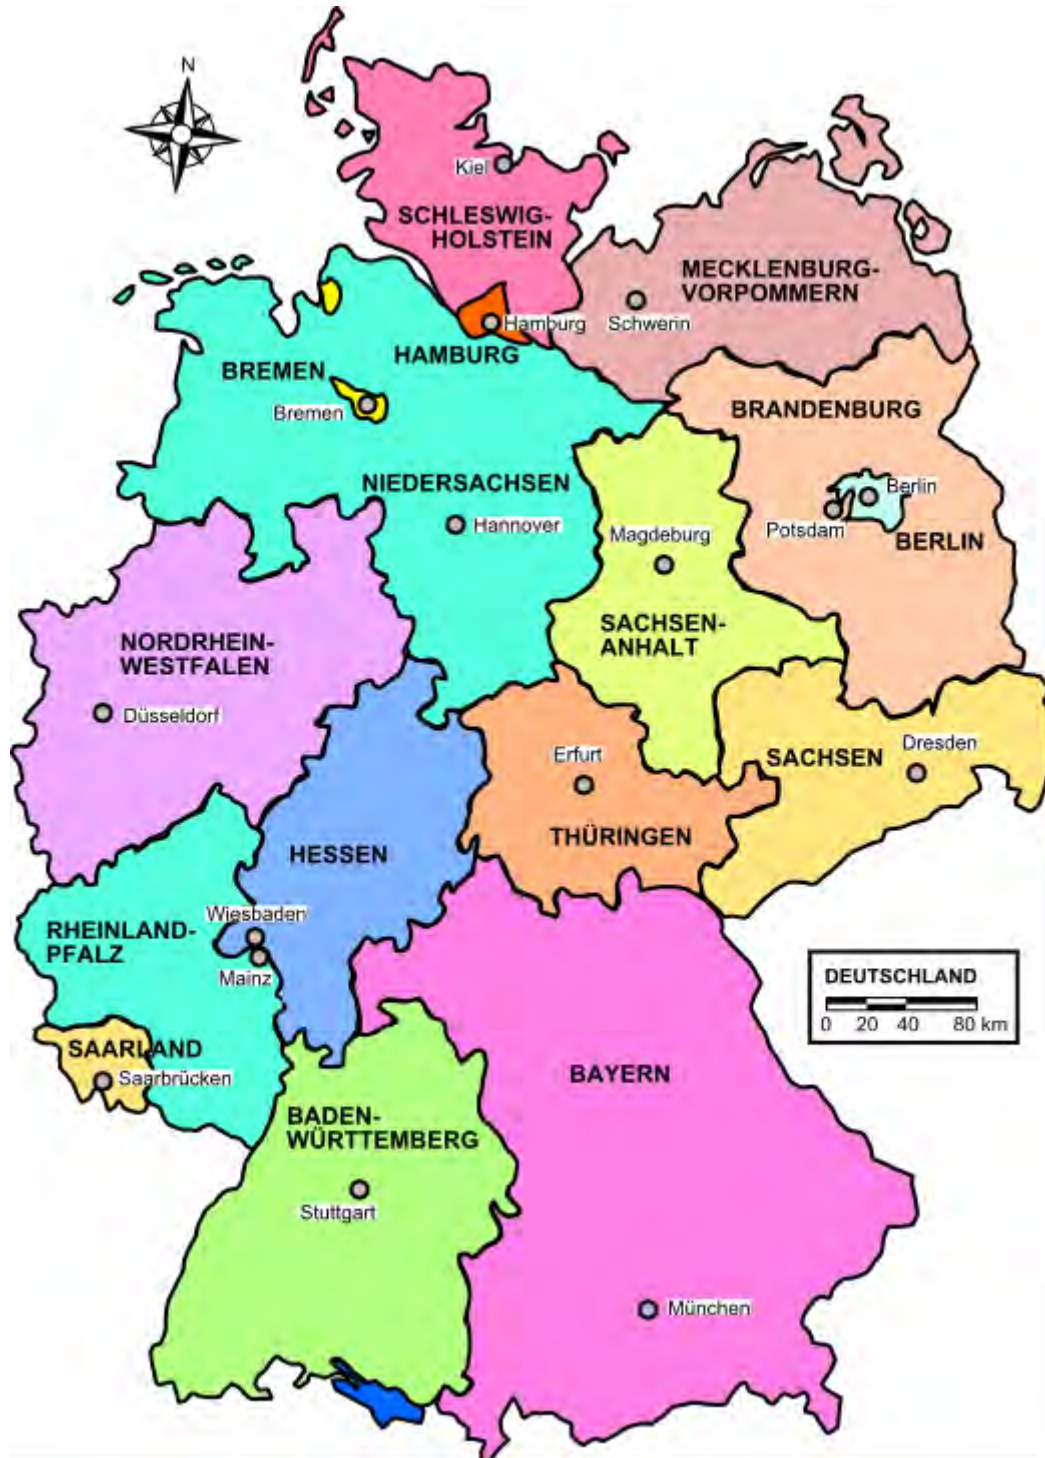 N
Kiel
SCHLESWIG-
HOLSTEIN
MECKLENBURG-
VORPOMMERN
Hamburg
Schwerin
HAMBURG
BREMEN
Bremen
BRANDENBURG
NIEDERSACHSEN
Hannover
Berlin
Potsdam
BERLIN
Magdeburg
SACHSEN-
ANHALT
NORDRHEIN-
WESTFALEN
Düsseldorf
Erfurt
SACHSEN
Dresden
THÜRINGEN
HESSEN
Wiesbaden
RHEINLAND-
PFALZ
Mainz
DEUTSCHLAND
0 20 40 80 km
SAARLAND
Saarbrücken
BAYERN
BADEN-
WÜRTTEMBERG
Stuttgart
München